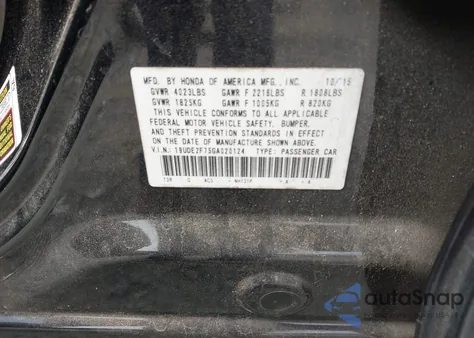 MFD. BY HONDA OF AMERICA MFG., INC. 10/15
GVWR 4023LBS GAWR F 2218LBS R 1808LBS
GVWR 1825KG GAWR F 1005KG R 820KG
THIS VEHICLE CONFORMS TO ALL APPLICABLE
FEDERAL MOTOR VEHICLE SAFETY, BUMPER,
AND THEFT PREVENTION STANDARDS IN EFFECT
ON THE DATE OF MANUFACTURE SHOWN ABOVE.
V.I.N.: 19UDE2F75GA020124 TYPE: PASSENGER CAR
autoSnap